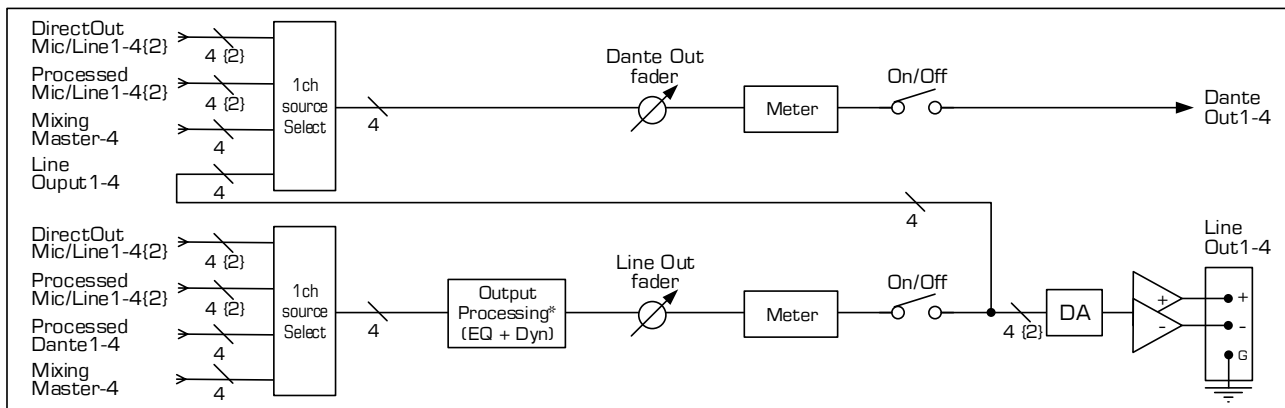 DirectOut
Mic/Line1-4{2}
4 {2}
Processed
Mic/Line1-4{2}
4 {2}
Mixing
Master-4
4
Line
Ouput1-4
4
1ch
source
Select
4
Dante Out
fader
Meter
On/Off
Dante
Out1-4
4
DirectOut
Mic/Line1-4{2}
4 {2}
Processed
Mic/Line1-4{2}
4 {2}
Processed
Dante1-4
4
Mixing
Master-4
4
1ch
source
Select
4
Output
Processing*
(EQ + Dyn)
Line Out
fader
Meter
On/Off
4 {2}
DA
+
-
Line
Out1-4
+
-
G